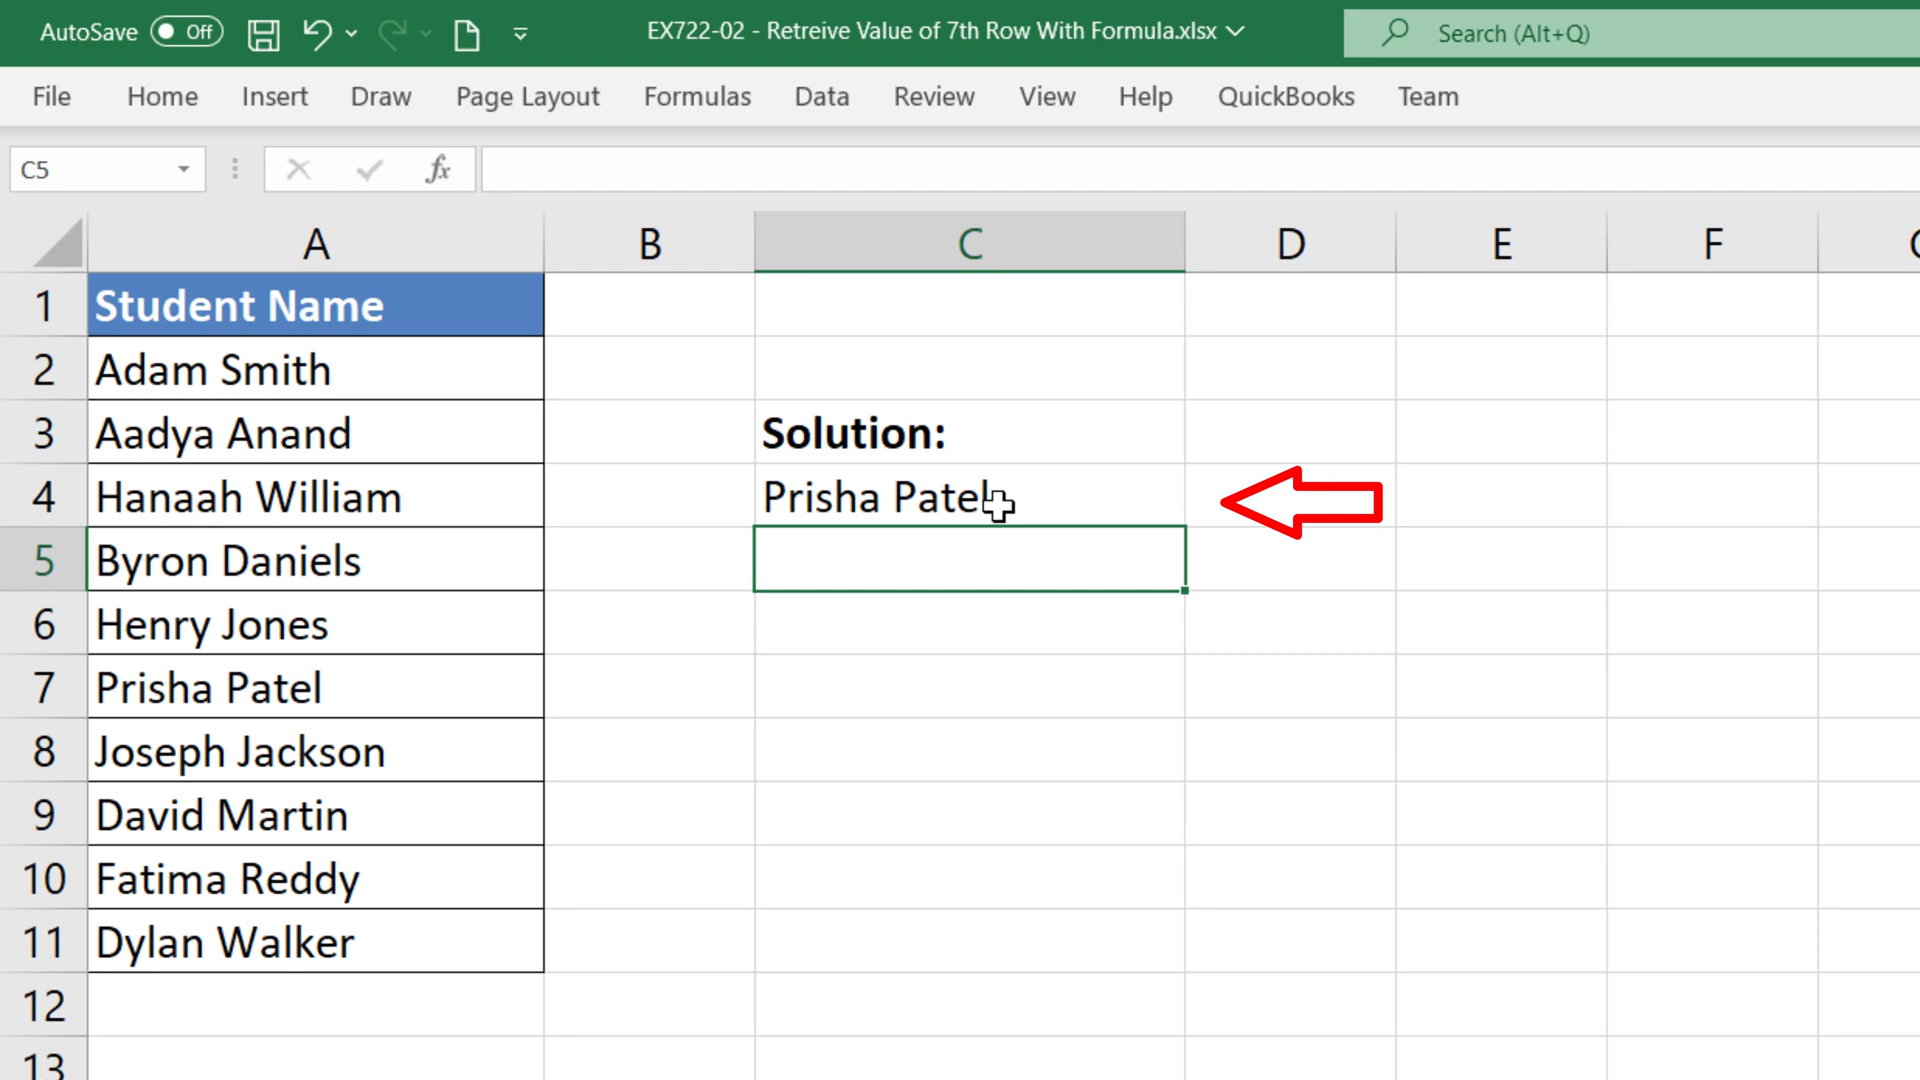 AutoSave Off EX722-02 - Retreive Value of 7th Row With Formula.xlsx Search (Alt+Q)
File Home Insert Draw Page Layout Formulas Data Review View Help QuickBooks Team
C5 fx
A B C D E F
1 Student Name
2 Adam Smith
3 Aadya Anand Solution:
4 Hanaah William Prisha Patel
5 Byron Daniels
6 Henry Jones
7 Prisha Patel
8 Joseph Jackson
9 David Martin
10 Fatima Reddy
11 Dylan Walker
12
13